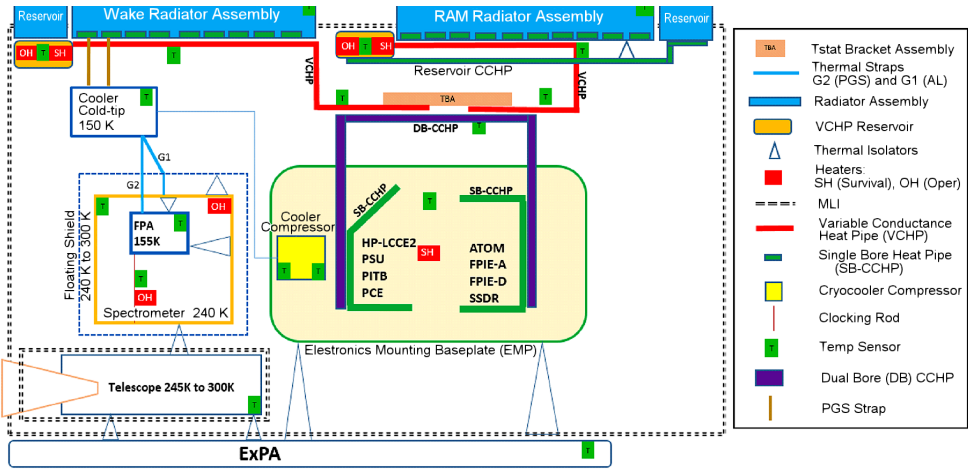 Reservoir
Wake Radiator Assembly
T
RAM Radiator Assembly
T
Reservoir
OH
T
SH
T
OH
T
SH
T
Reservoir CCHP
VCHP
VCHP
T
TBA
T
Cooler
Cold-tip
150 K
T
DB-CCHP
T
G1
G2
Floating Shield
240 K to 300 K
T
OH
FPA
155K
T
T
OH
Spectrometer 240 K
Cooler
Compressor
T
T
SB-CCHP
T
SB-CCHP
HP-LCCE2
PSU
PITB
PCE
SH
ATOM
FPIE-A
FPIE-D
SSDR
Elestronics Mounting Baseplate (EMP)
Telescope 245K to 300K
T
ExPA
T
TBA
Tstat Bracket Assembly
Thermal Straps
G2 (PGS) and G1 (AL)
Radiator Assembly
VCHP Reservoir
Thermal Isolators
Heaters:
SH (Survival), OH (Oper)
MLI
Variable Conductance
Heat Pipe (VCHP)
Single Bore Heat Pipe
(SB-CCHP)
Cryocooler Compressor
Clocking Rod
T
Temp Sensor
Dual Bore (DB) CCHP
PGS Strap